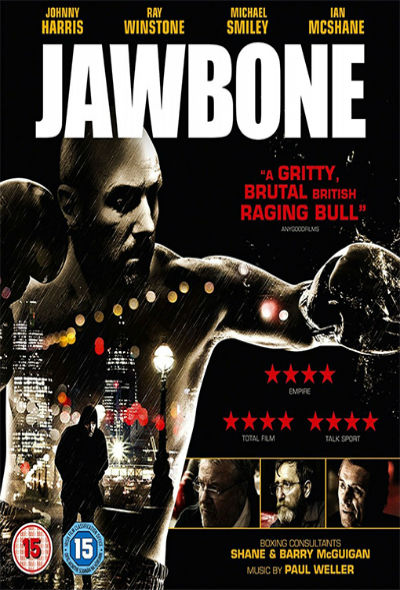 JOHNNY HARRIS
RAY WINSTONE
MICHAEL SMILEY
IAN MCSHANE
JAWBONE
"A GRITTY,
BRUTAL BRITISH
RAGING BULL"
ANYGOODFILMS
EMPIRE
TOTAL FILM
TALK SPORT
BOXING CONSULTANTS
SHANE & BARRY McGUIGAN
MUSIC BY PAUL WELLER
15
15